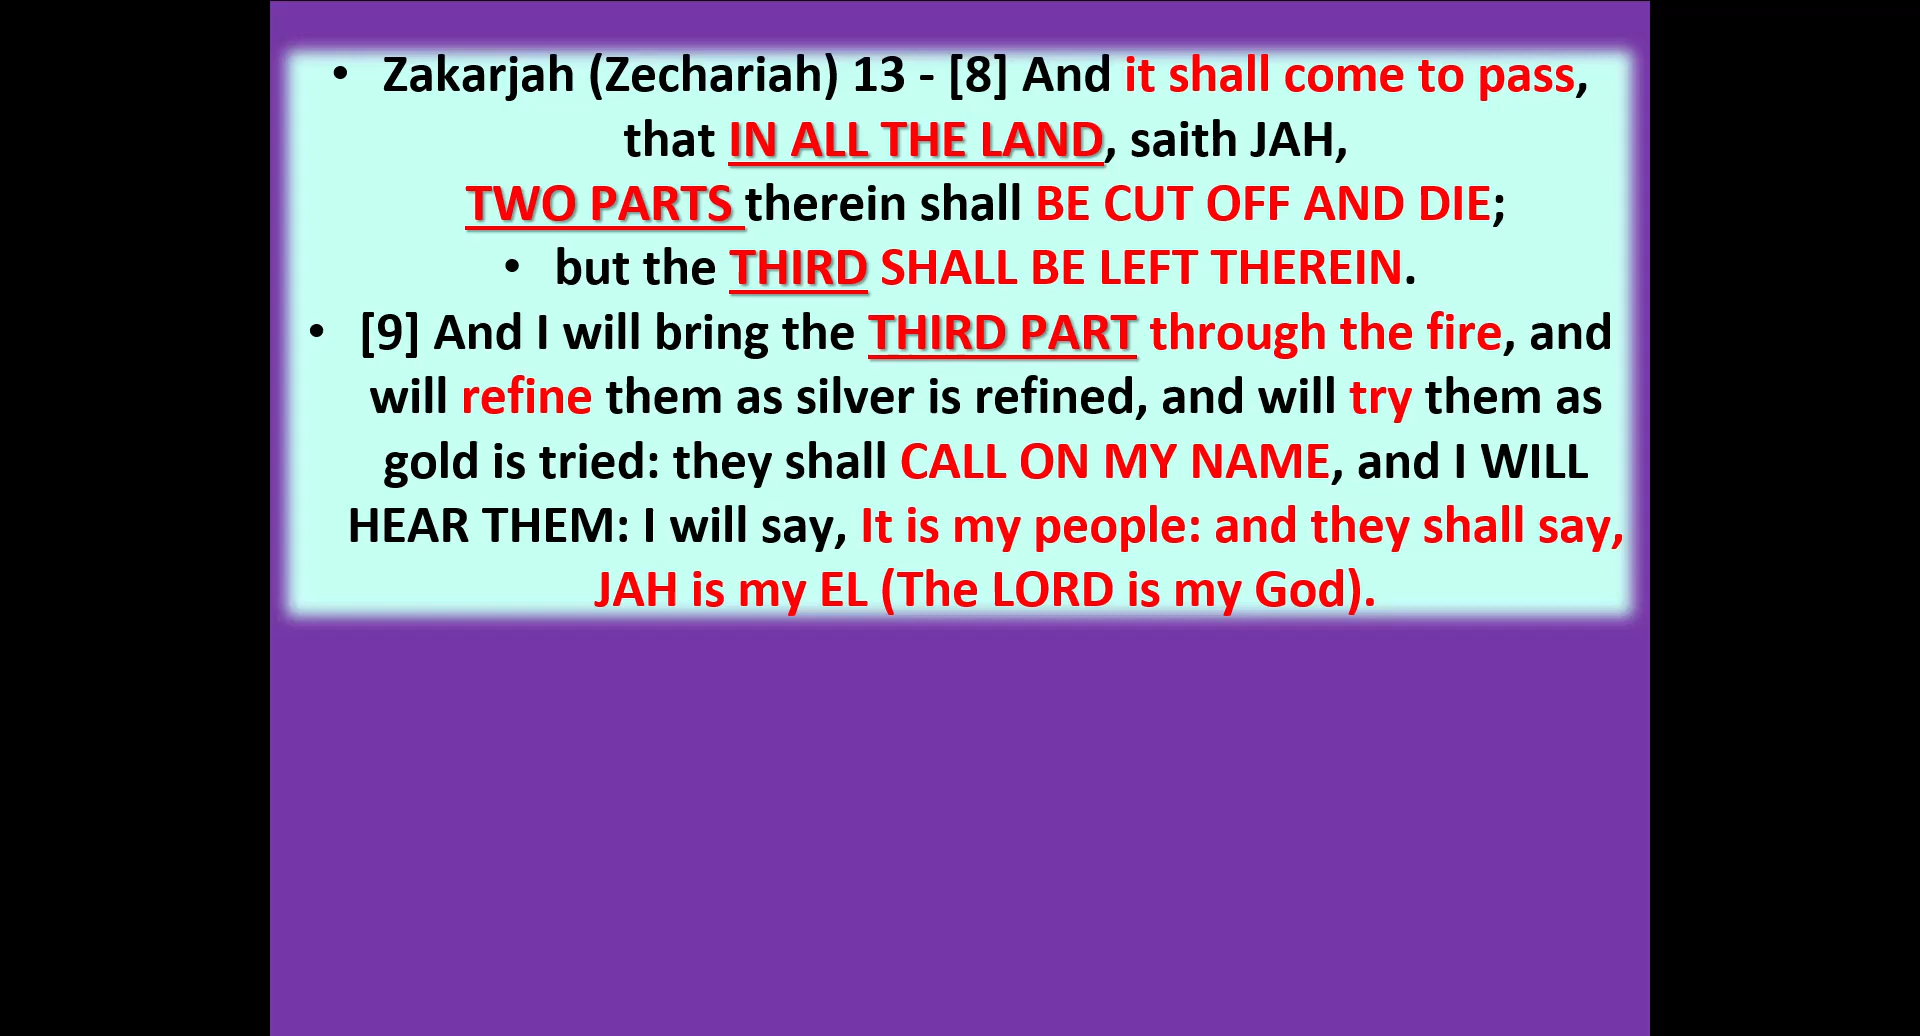 • Zakarjah (Zechariah) 13 - [8] And it shall come to pass,
that IN ALL THE LAND, saith JAH,
TWO PARTS therein shall BE CUT OFF AND DIE;
• but the THIRD SHALL BE LEFT THEREIN.
• [9] And I will bring the THIRD PART through the fire, and
will refine them as silver is refined, and will try them as
gold is tried: they shall CALL ON MY NAME, and I WILL
HEAR THEM: I will say, It is my people: and they shall say,
JAH is my EL (The LORD is my God).